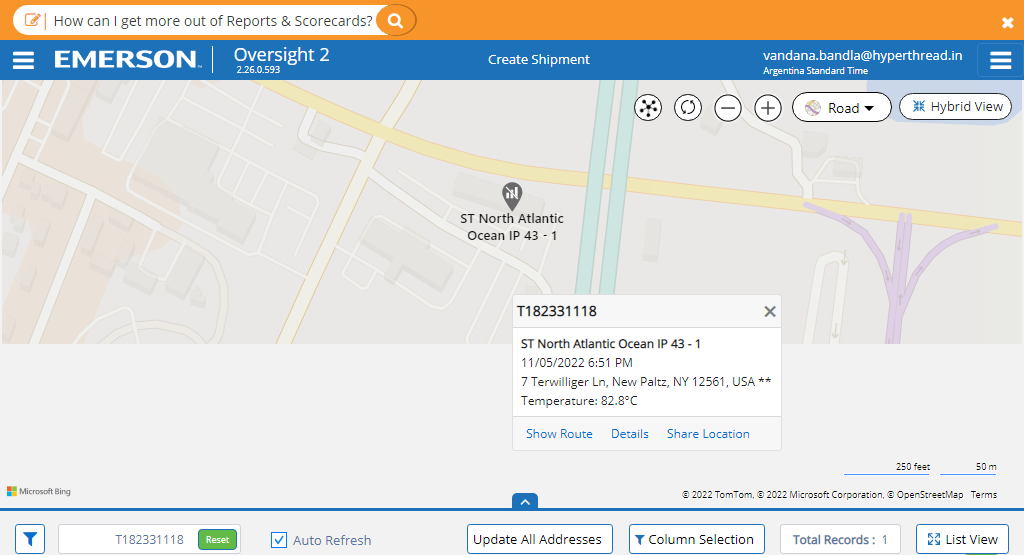 How can I get more out of Reports & Scorecards?
EMERSON
Oversight 2
2.26.0.593
Create Shipment
vandana.bandla@hyperthread.in
Argentina Standard Time
Road
Hybrid View
ST North Atlantic
Ocean IP 43 - 1
T182331118
ST North Atlantic Ocean IP 43 - 1
11/05/2022 6:51 PM
7 Terwilliger Ln, New Paltz, NY 12561, USA **
Temperature: 82.8°C
Show Route Details Share Location
250 feet 50 m
Microsoft Bing
© 2022 TomTom, © 2022 Microsoft Corporation, © OpenStreetMap Terms
T182331118 Reset Auto Refresh Update All Addresses Column Selection Total Records : 1 List View